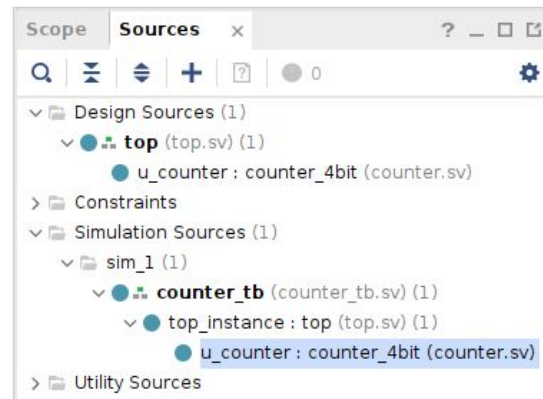 Scope Sources ×
? _
? 0
Design Sources (1)
top (top.sv) (1)
u_counter : counter_4bit (counter.sv)
Constraints
Simulation Sources (1)
sim_1 (1)
counter_tb (counter_tb.sv) (1)
top_instance : top (top.sv) (1)
u_counter : counter_4bit (counter.sv)
Utility Sources